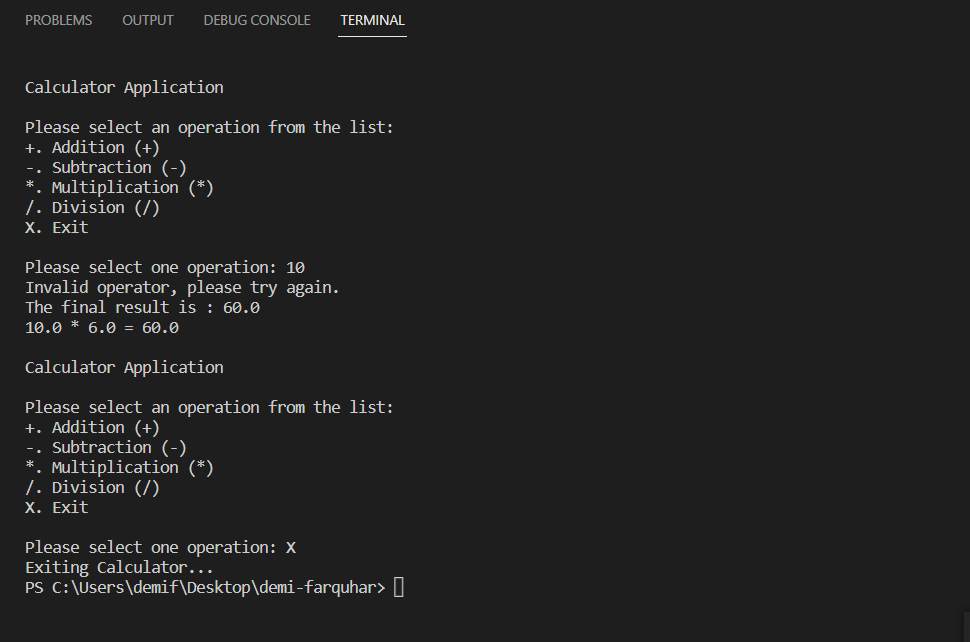 PROBLEMS OUTPUT DEBUG CONSOLE TERMINAL
Calculator Application
Please select an operation from the list:
+. Addition (+)
-. Subtraction (-)
*. Multiplication (*)
/. Division (/)
X. Exit
Please select one operation: 10
Invalid operator, please try again.
The final result is : 60.0
10.0 * 6.0 = 60.0
Calculator Application
Please select an operation from the list:
+. Addition (+)
-. Subtraction (-)
*. Multiplication (*)
/. Division (/)
X. Exit
Please select one operation: X
Exiting Calculator...
PS C:\Users\demif\Desktop\demi-farquhar>